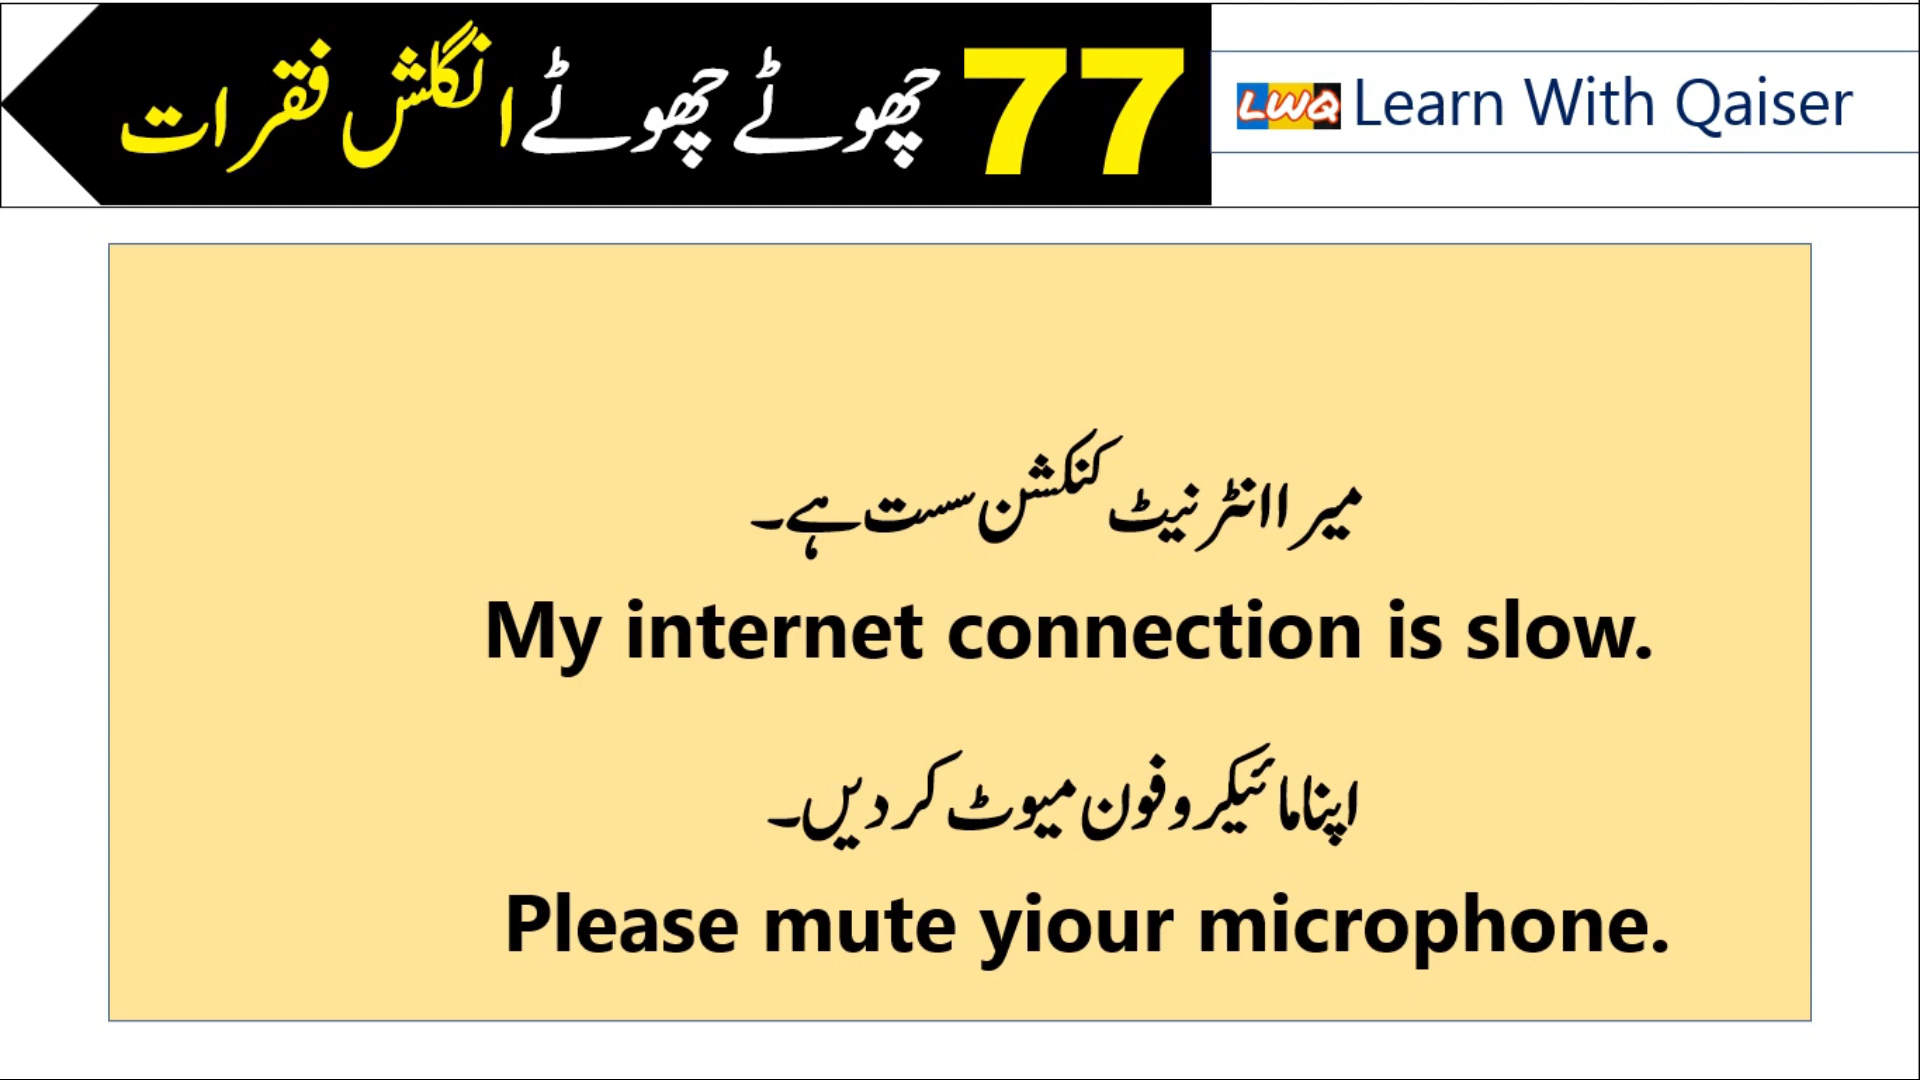 77 چھوٹے چھوٹے انگلش فقرات
LWQ Learn With Qaiser
میرا انٹرنیٹ کنکشن سست ہے۔
My internet connection is slow.
اپنا مائیکروفون میوٹ کر دیں۔
Please mute yiour microphone.